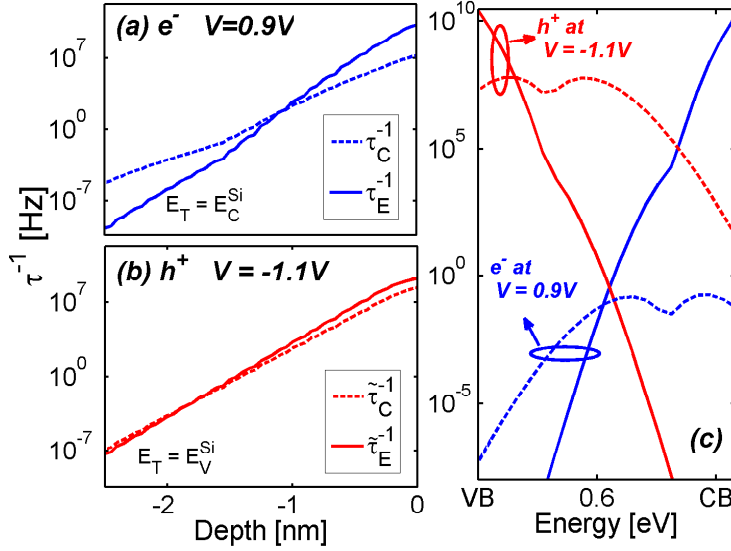 (a) e⁻ V=0.9V
10⁷
10⁰
10⁻⁷
E_T = E_C^Si
τ_C⁻¹
τ_E⁻¹
τ⁻¹ [Hz]
(b) h⁺ V = -1.1V
10⁷
10⁰
10⁻⁷
E_T = E_V^Si
τ̃_C⁻¹
τ̃_E⁻¹
-2
-1
0
Depth [nm]
10¹⁰
10⁵
10⁰
10⁻⁵
h⁺ at
V = -1.1V
e⁻ at
V = 0.9V
(c)
VB
0.6
CB
Energy [eV]